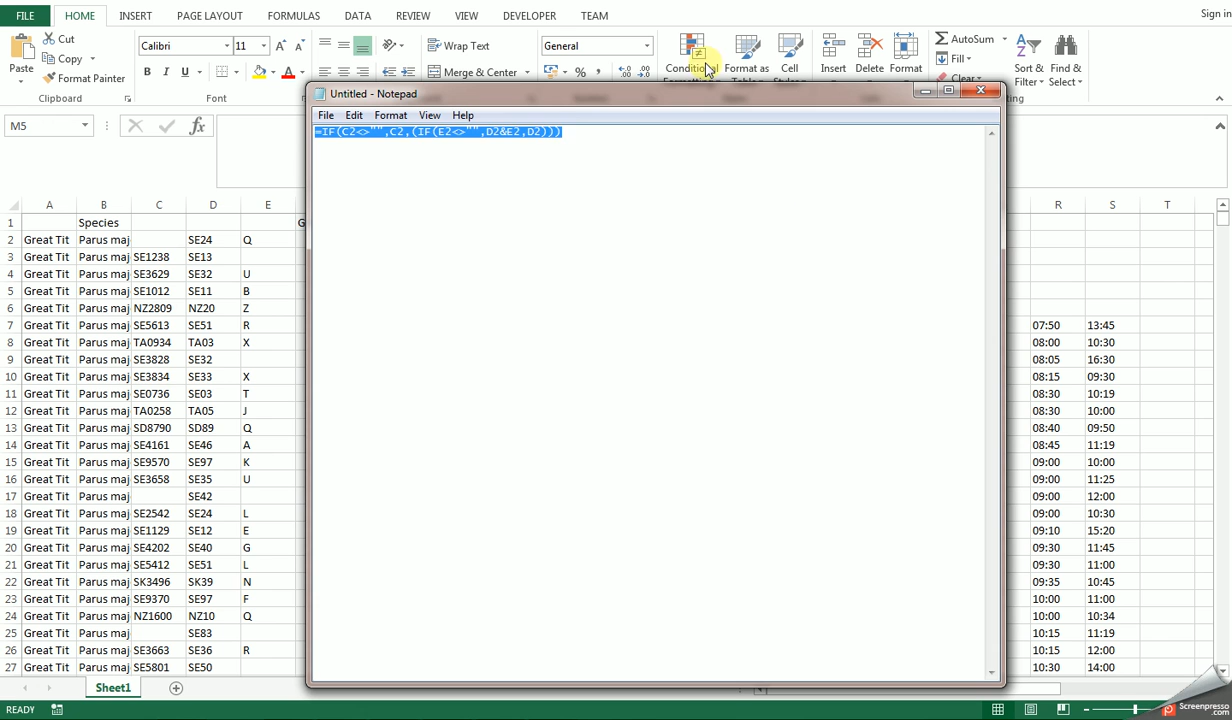 FILE HOME INSERT PAGE LAYOUT FORMULAS DATA REVIEW VIEW DEVELOPER TEAM Sign in
Cut Calibri 11 Wrap Text General AutoSum
Copy Fill
Paste Format Painter B I U Merge & Center % Conditional Format as Cell Insert Delete Format Clear Sort & Find &
Filter Select
Clipboard Font
Untitled - Notepad
File Edit Format View Help
M5 fx
=IF(C2<>"",C2,(IF(E2<>"",D2&E2,D2)))
A B C D E R S T
1 Species G
2 Great Tit Parus maj SE24 Q
3 Great Tit Parus maj SE1238 SE13
4 Great Tit Parus maj SE3629 SE32 U
5 Great Tit Parus maj SE1012 SE11 B
6 Great Tit Parus maj NZ2809 NZ20 Z
7 Great Tit Parus maj SE5613 SE51 R 07:50 13:45
8 Great Tit Parus maj TA0934 TA03 X 08:00 10:30
9 Great Tit Parus maj SE3828 SE32 08:05 16:30
10 Great Tit Parus maj SE3834 SE33 X 08:15 09:30
11 Great Tit Parus maj SE0736 SE03 T 08:30 10:19
12 Great Tit Parus maj TA0258 TA05 J 08:30 10:00
13 Great Tit Parus maj SD8790 SD89 Q 08:40 09:50
14 Great Tit Parus maj SE4161 SE46 A 08:45 11:19
15 Great Tit Parus maj SE9570 SE97 K 09:00 10:00
16 Great Tit Parus maj SE3658 SE35 U 09:00 11:25
17 Great Tit Parus maj SE42 09:00 12:00
18 Great Tit Parus maj SE2542 SE24 L 09:00 10:30
19 Great Tit Parus maj SE1129 SE12 E 09:10 15:20
20 Great Tit Parus maj SE4202 SE40 G 09:30 11:45
21 Great Tit Parus maj SE5412 SE51 L 09:30 11:00
22 Great Tit Parus maj SK3496 SK39 N 09:35 10:45
23 Great Tit Parus maj SE9370 SE97 F 10:00 11:00
24 Great Tit Parus maj NZ1600 NZ10 Q 10:00 10:34
25 Great Tit Parus maj SE83 10:15 11:19
26 Great Tit Parus maj SE3663 SE36 R 10:15 12:00
27 Great Tit Parus maj SE5801 SE50 10:30 14:00
Sheet1
READY
Screenpresso
.com